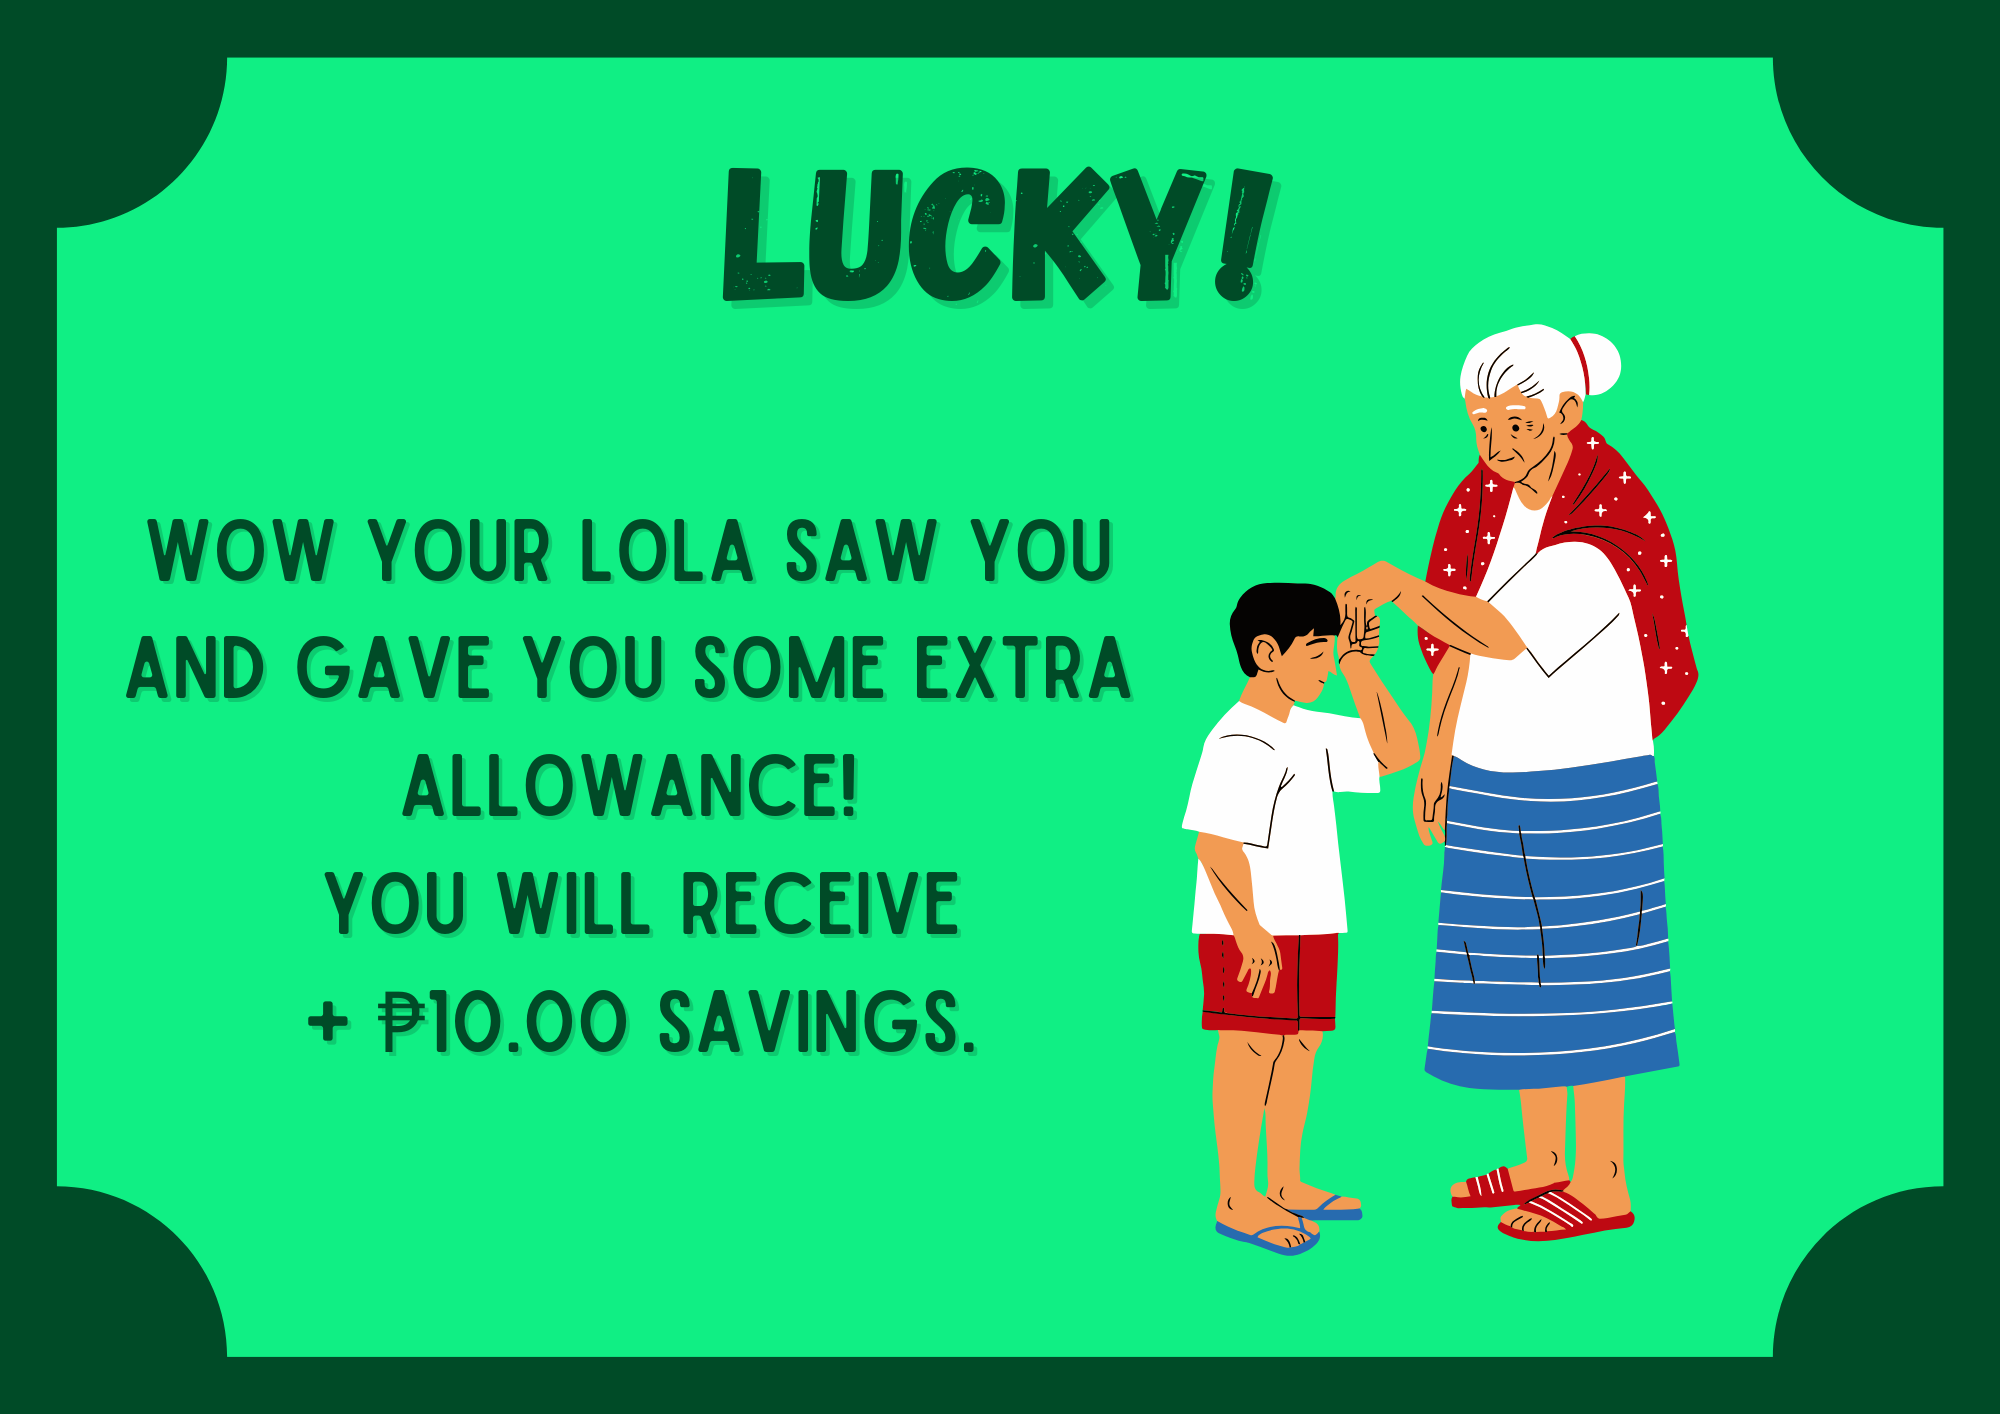 LUCKY!
WOW YOUR LOLA SAW YOU
AND GAVE YOU SOME EXTRA
ALLOWANCE!
YOU WILL RECEIVE
+ ₱10.00 SAVINGS.